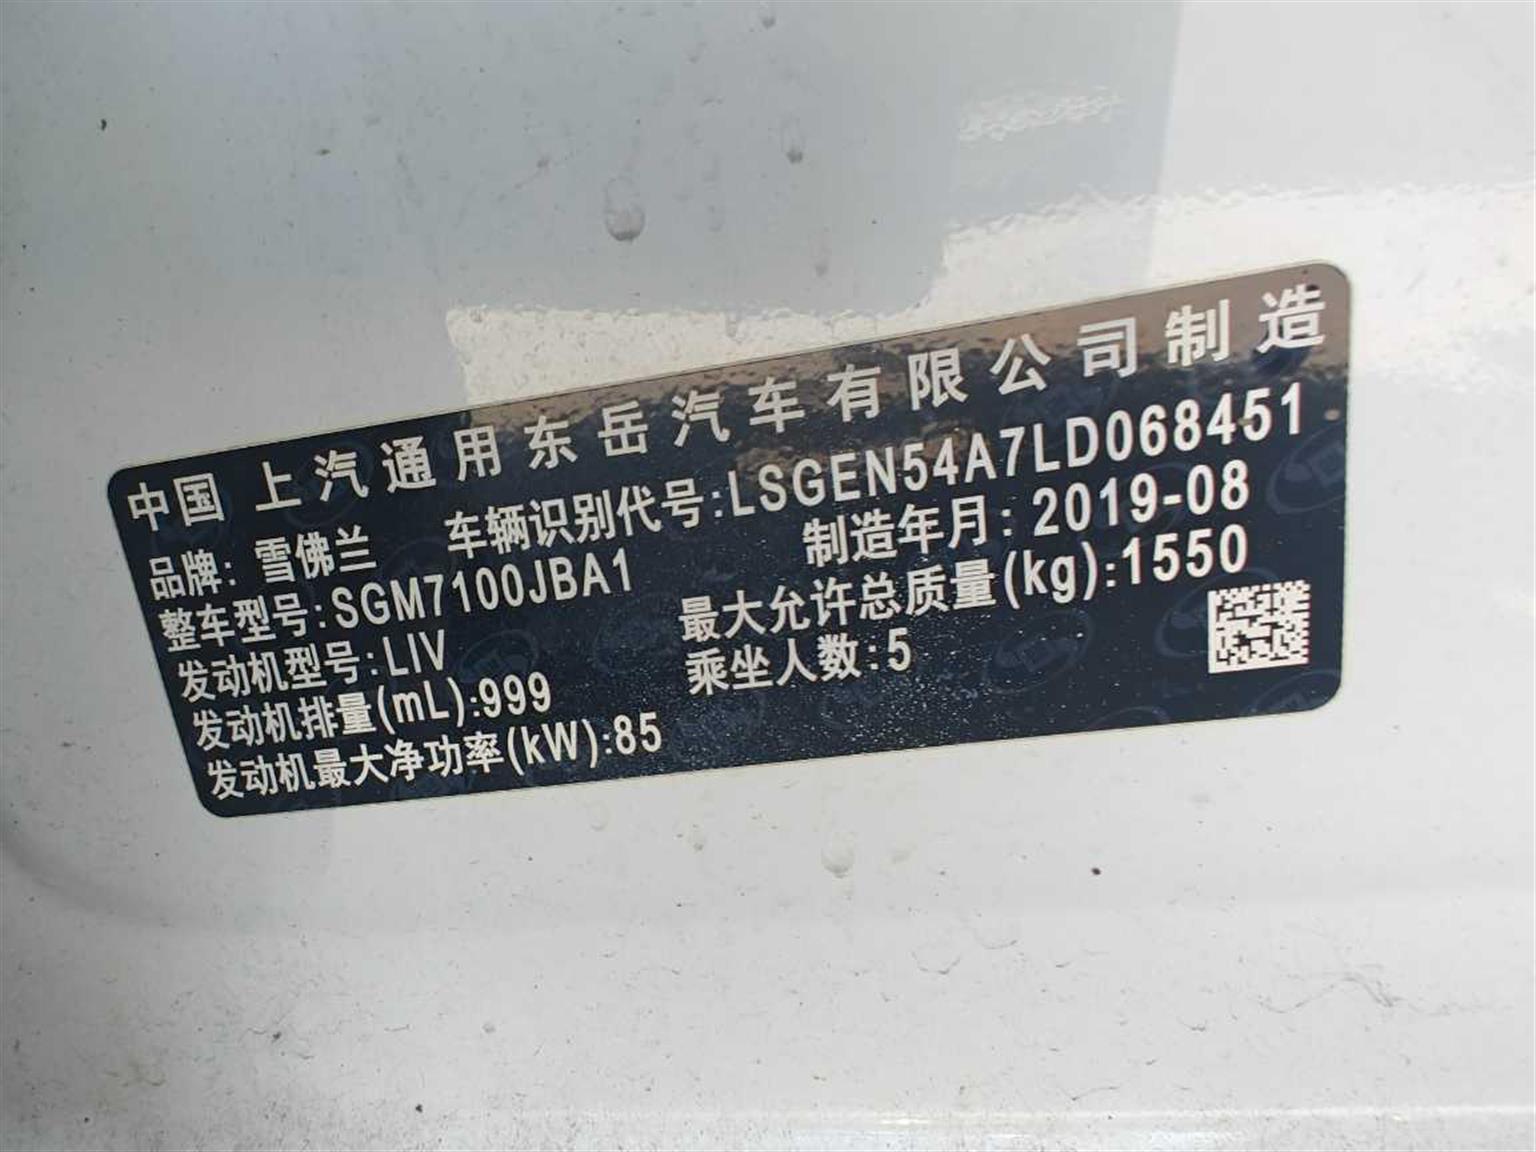 中国 上汽通用东岳汽车有限公司制造
品牌: 雪佛兰 车辆识别代号:LSGEN54A7LD068451
整车型号:SGM7100JBA1 制造年月: 2019-08
发动机型号:LIV 最大允许总质量(kg):1550
发动机排量(mL):999 乘坐人数:5
发动机最大净功率(kW):85